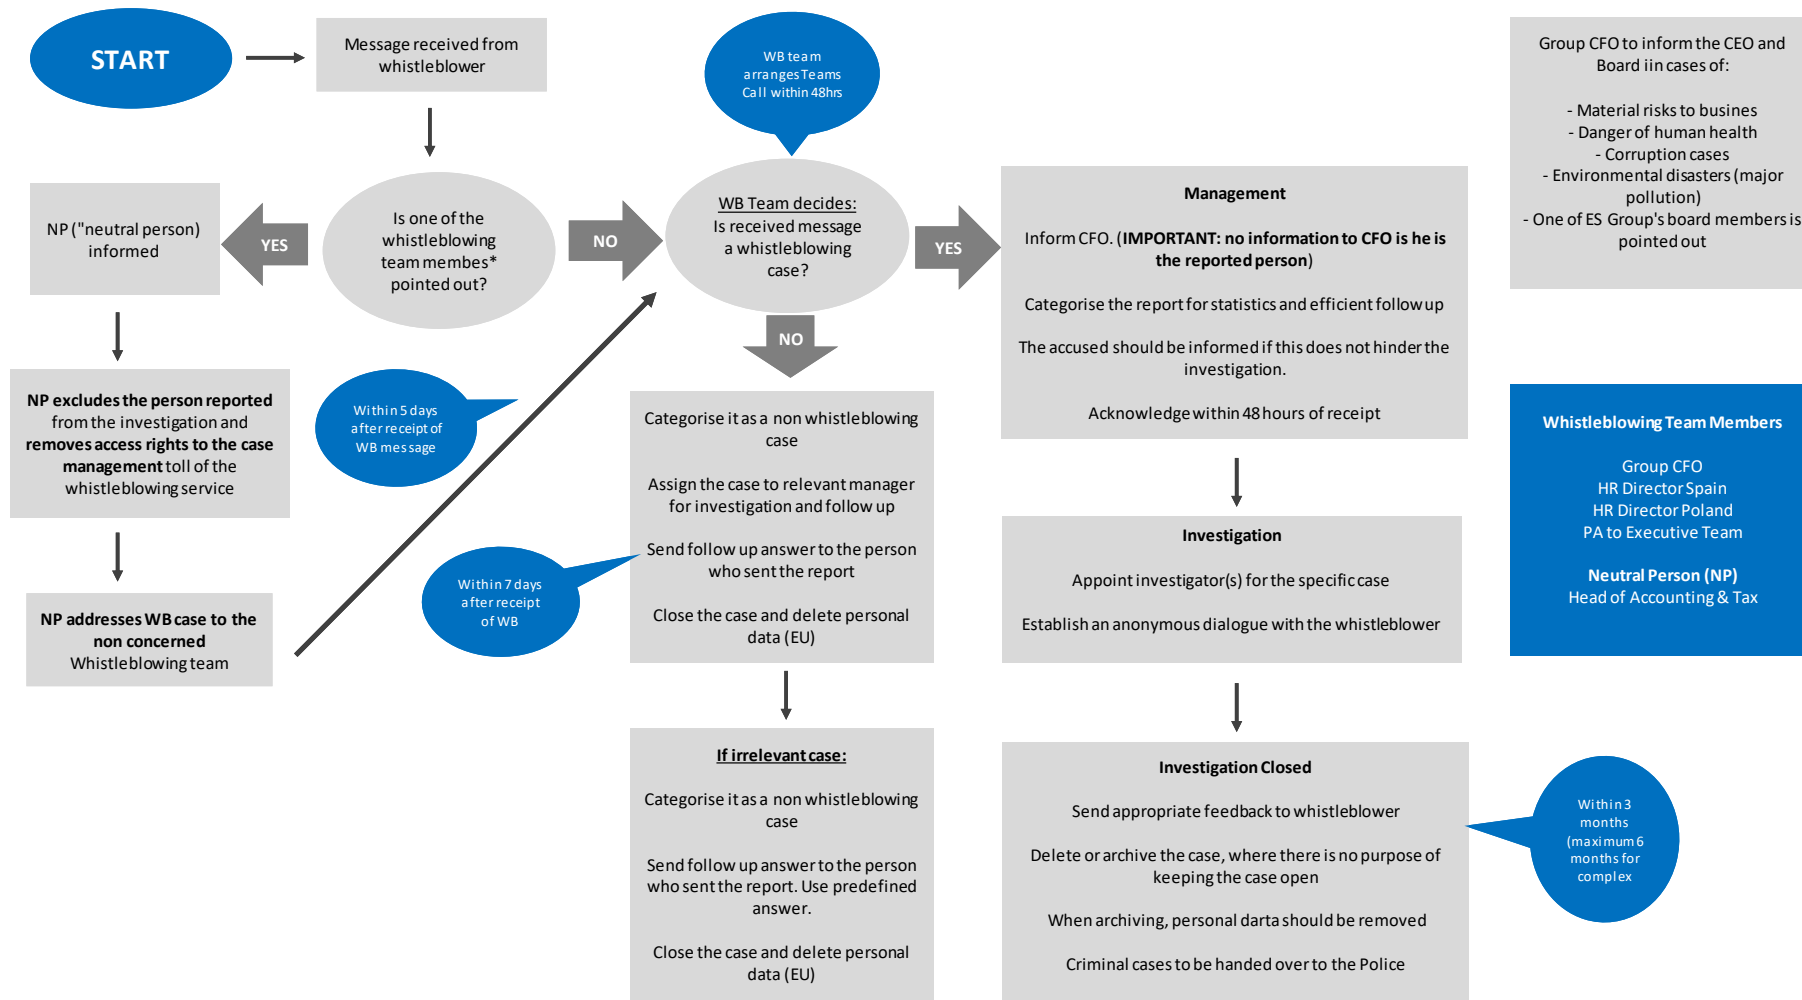 START
Message received from
whistleblower
WB team
arranges Teams
Call within 48hrs
Group CFO to inform the CEO and
Board iin cases of:
- Material risks to busines
- Danger of human health
- Corruption cases
- Environmental disasters (major
pollution)
- One of ES Group's board members is
pointed out
NP ("neutral person)
informed
YES
Is one of the
whistleblowing
team membes*
pointed out?
NO
WB Team decides:
Is received message
a whistleblowing
case?
YES
NO
Management
Inform CFO. (IMPORTANT: no information to CFO is he is
the reported person)
Categorise the report for statistics and efficient follow up
The accused should be informed if this does not hinder the
investigation.
Acknowledge within 48 hours of receipt
NP excludes the person reported
from the investigation and
removes access rights to the case
management toll of the
whistleblowing service
Within 5 days
after receipt of
WB message
Categorise it as a non whistleblowing
case
Assign the case to relevant manager
for investigation and follow up
Send follow up answer to the person
who sent the report
Close the case and delete personal
data (EU)
Whistleblowing Team Members
Group CFO
HR Director Spain
HR Director Poland
PA to Executive Team
Neutral Person (NP)
Head of Accounting & Tax
Within 7 days
after receipt
of WB
Investigation
Appoint investigator(s) for the specific case
Establish an anonymous dialogue with the whistleblower
NP addresses WB case to the
non concerned
Whistleblowing team
If irrelevant case:
Categorise it as a non whistleblowing
case
Send follow up answer to the person
who sent the report. Use predefined
answer.
Close the case and delete personal
data (EU)
Investigation Closed
Send appropriate feedback to whistleblower
Delete or archive the case, where there is no purpose of
keeping the case open
When archiving, personal darta should be removed
Criminal cases to be handed over to the Police
Within 3
months
(maximum 6
months for
complex